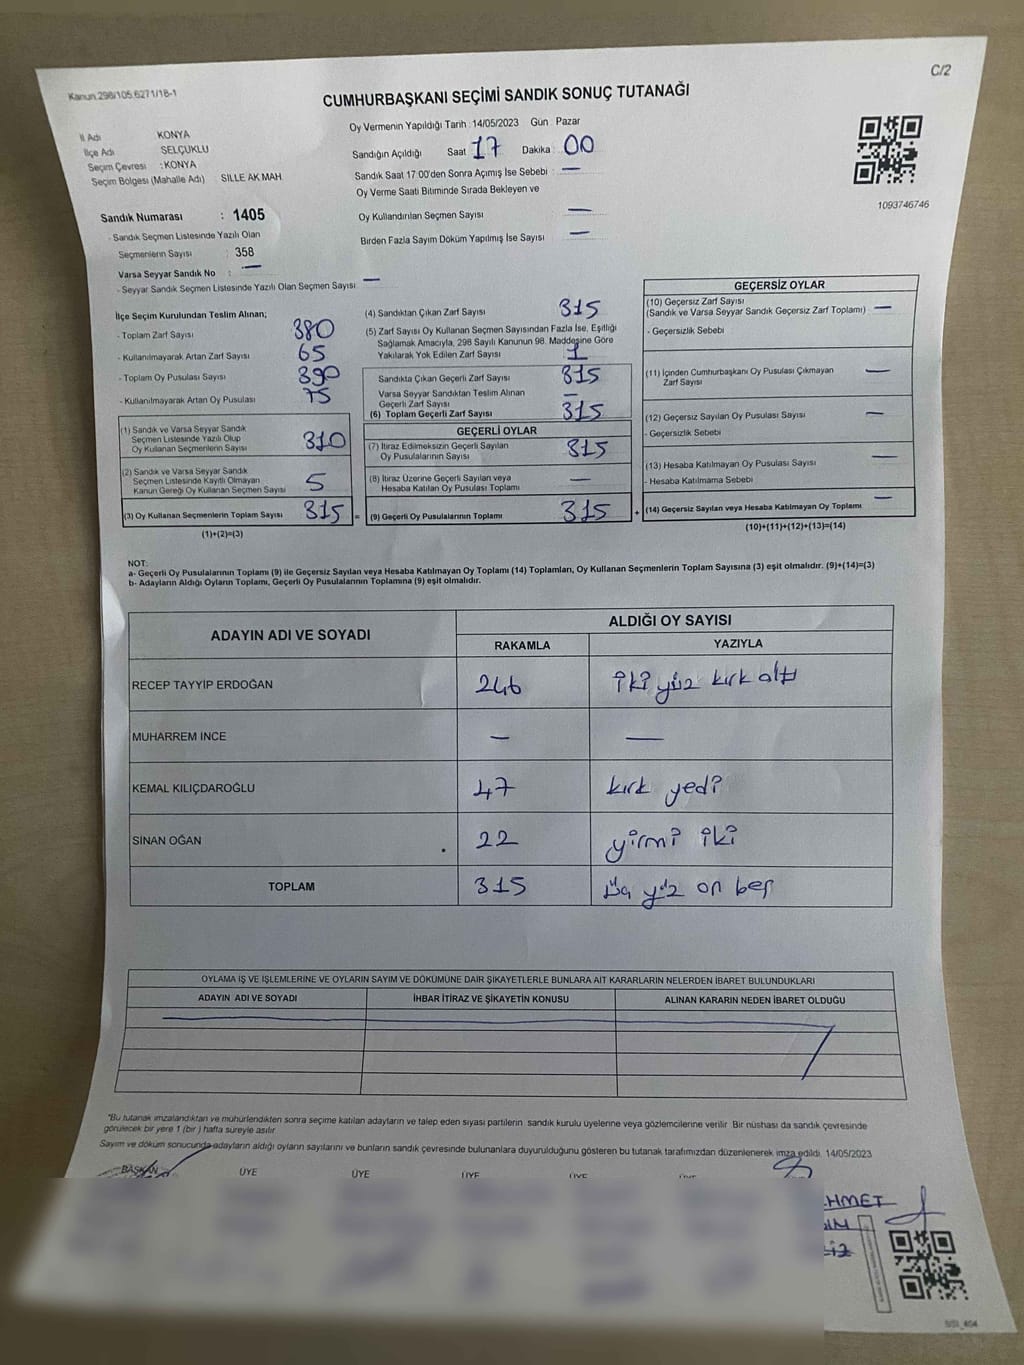 Kanun.298/105.6271/18-1
C/2
CUMHURBAŞKANI SEÇİMİ SANDIK SONUÇ TUTANAĞI
İl Adı KONYA
İlçe Adı SELÇUKLU
Seçim Çevresi : KONYA
Seçim Bölgesi (Mahalle Adı) SILLE AK MAH
Sandık Numarası : 1405
- Sandık Seçmen Listesinde Yazılı Olan
Seçmenlerin Sayısı : 358
Varsa Seyyar Sandık No : —
- Seyyar Sandık Seçmen Listesinde Yazılı Olan Seçmen Sayısı —
Oy Vermenin Yapıldığı Tarih : 14/05/2023 Gün Pazar
Sandığın Açıldığı Saat 17 Dakika : 00
Sandık Saat 17:00'den Sonra Açımış İse Sebebi : —
Oy Verme Saati Bitiminde Sırada Bekleyen ve
Oy Kullandırılan Seçmen Sayısı —
Birden Fazla Sayım Döküm Yapılmış İse Sayısı —
1093746746
İlçe Seçim Kurulundan Teslim Alınan;
- Toplam Zarf Sayısı 380
- Kullanılmayarak Artan Zarf Sayısı 65
- Toplam Oy Pusulası Sayısı 390
- Kullanılmayarak Artan Oy Pusulası 75
(1) Sandık ve Varsa Seyyar Sandık
Seçmen Listesinde Yazılı Olup
Oy Kullanan Seçmenlerin Sayısı 310
(2) Sandık ve Varsa Seyyar Sandık
Seçmen Listesinde Kayıtlı Olmayan
Kanun Gereği Oy Kullanan Seçmen Sayısı 5
(3) Oy Kullanan Seçmenlerin Toplam Sayısı 315 =
(1)+(2)=(3)
(4) Sandıktan Çıkan Zarf Sayısı 315
(5) Zarf Sayısı Oy Kullanan Seçmen Sayısından Fazla İse, Eşitliği
Sağlamak Amacıyla, 298 Sayılı Kanunun 98. Maddesine Göre
Yakılarak Yok Edilen Zarf Sayısı 1
Sandıkta Çıkan Geçerli Zarf Sayısı 315
Varsa Seyyar Sandıktan Teslim Alınan
Geçerli Zarf Sayısı —
(6) Toplam Geçerli Zarf Sayısı 315
GEÇERLİ OYLAR
(7) İtiraz Edilmeksizin Geçerli Sayılan
Oy Pusulalarının Sayısı 315
(8) İtiraz Üzerine Geçerli Sayılan veya
Hesaba Katılan Oy Pusulası Toplamı —
(9) Geçerli Oy Pusulalarının Toplamı 315 +
GEÇERSİZ OYLAR
(10) Geçersiz Zarf Sayısı
(Sandık ve Varsa Seyyar Sandık Geçersiz Zarf Toplamı) —
- Geçersizlik Sebebi
(11) İçinden Cumhurbaşkanı Oy Pusulası Çıkmayan
Zarf Sayısı —
(12) Geçersiz Sayılan Oy Pusulası Sayısı —
- Geçersizlik Sebebi
(13) Hesaba Katılmayan Oy Pusulası Sayısı —
- Hesaba Katılmama Sebebi
(14) Geçersiz Sayılan veya Hesaba Katılmayan Oy Toplamı —
(10)+(11)+(12)+(13)=(14)
NOT:
a- Geçerli Oy Pusulalarının Toplamı (9) ile Geçersiz Sayılan veya Hesaba Katılmayan Oy Toplamı (14) Toplamları, Oy Kullanan Seçmenlerin Toplam Sayısına (3) eşit olmalıdır. (9)+(14)=(3)
b- Adayların Aldığı Oyların Toplamı, Geçerli Oy Pusulalarının Toplamına (9) eşit olmalıdır.
ADAYIN ADI VE SOYADI ALDIĞI OY SAYISI
RAKAMLA YAZIYLA
RECEP TAYYİP ERDOĞAN 246 iki yüz kırk altı
MUHARREM İNCE — —
KEMAL KILIÇDAROĞLU 47 kırk yedi
SİNAN OĞAN 22 yirmi iki
TOPLAM 315 Üç yüz on beş
OYLAMA İŞ VE İŞLEMLERİNE VE OYLARIN SAYIM VE DÖKÜMÜNE DAİR ŞİKAYETLERLE BUNLARA AİT KARARLARIN NELERDEN İBARET BULUNDUKLARI
ADAYIN ADI VE SOYADI İHBAR İTİRAZ VE ŞİKAYETİN KONUSU ALINAN KARARIN NEDEN İBARET OLDUĞU
*Bu tutanak imzalandıktan ve mühürlendikten sonra seçime katılan adayların ve talep eden siyasi partilerin sandık kurulu üyelerine veya gözlemcilerine verilir. Bir nüshası da sandık çevresinde
görülecek bir yere 1 (bir) hafta süreyle asılır
Sayım ve döküm sonucunda adayların aldığı oyların sayılarını ve bunların sandık çevresinde bulunanlara duyurulduğunu gösteren bu tutanak tarafımızdan düzenlenerek imza edildi. 14/05/2023
BAŞKAN ÜYE ÜYE ÜYE ÜYE
HMET